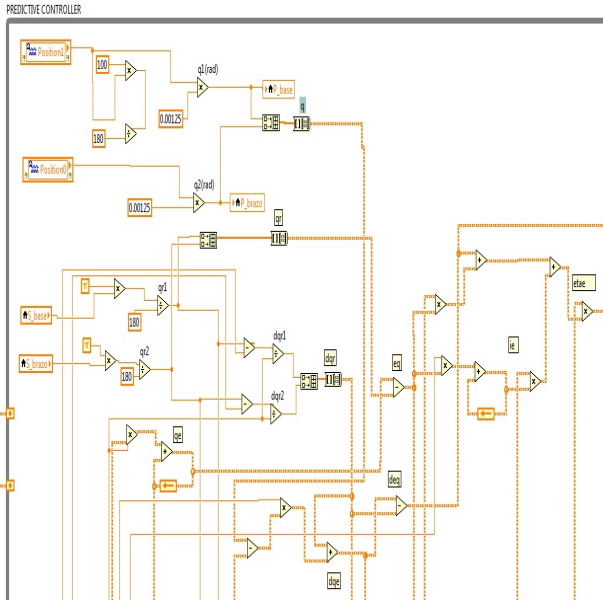 PREDICTIVE CONTROLLER
Position1
100
q1(rad)
P_base
q
0.00125
180
Position0
q2(rad)
0.00125
P_brazo
qr
π
qr1
S_base
180
π
qr2
S_brazo
180
dqr1
dqr
dqr2
eq
ie
etae
qe
deq
dqe